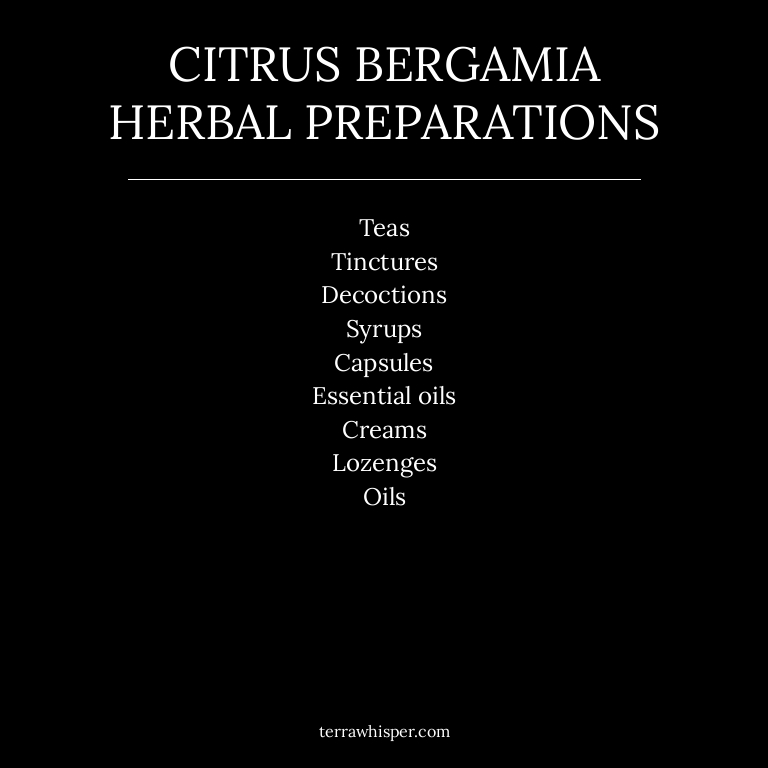 CITRUS BERGAMIA
HERBAL PREPARATIONS
Teas
Tinctures
Decoctions
Syrups
Capsules
Essential oils
Creams
Lozenges
Oils
terrawhisper.com